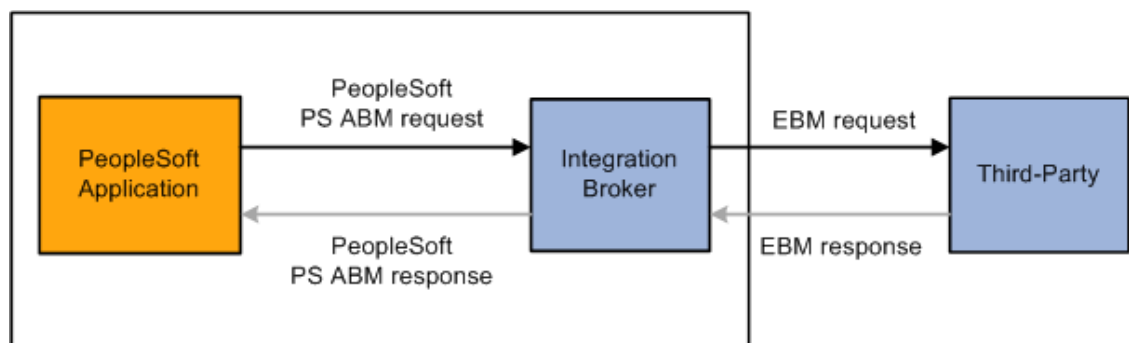 PeopleSoft
Application
PeopleSoft
PS ABM request
PeopleSoft
PS ABM response
Integration
Broker
EBM request
EBM response
Third-Party